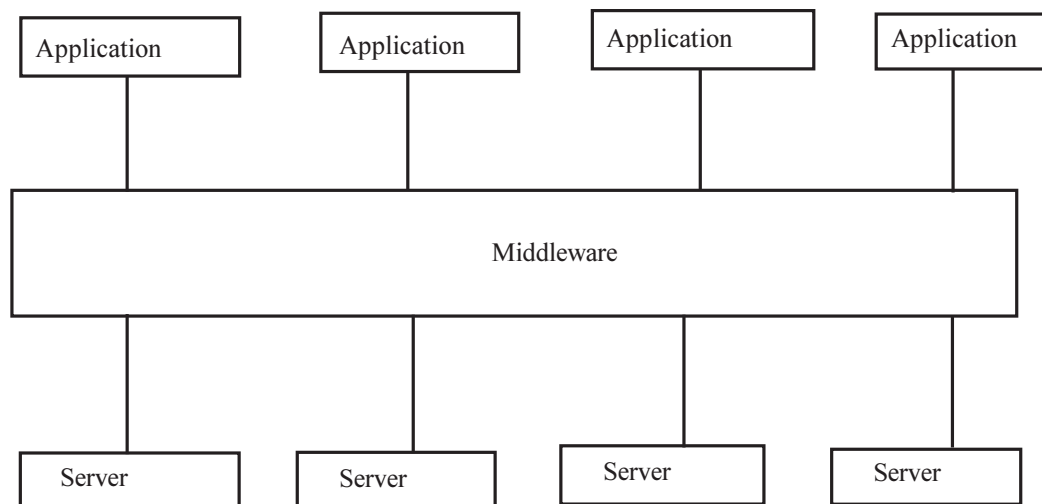 Application
Application
Application
Application
Middleware
Server
Server
Server
Server